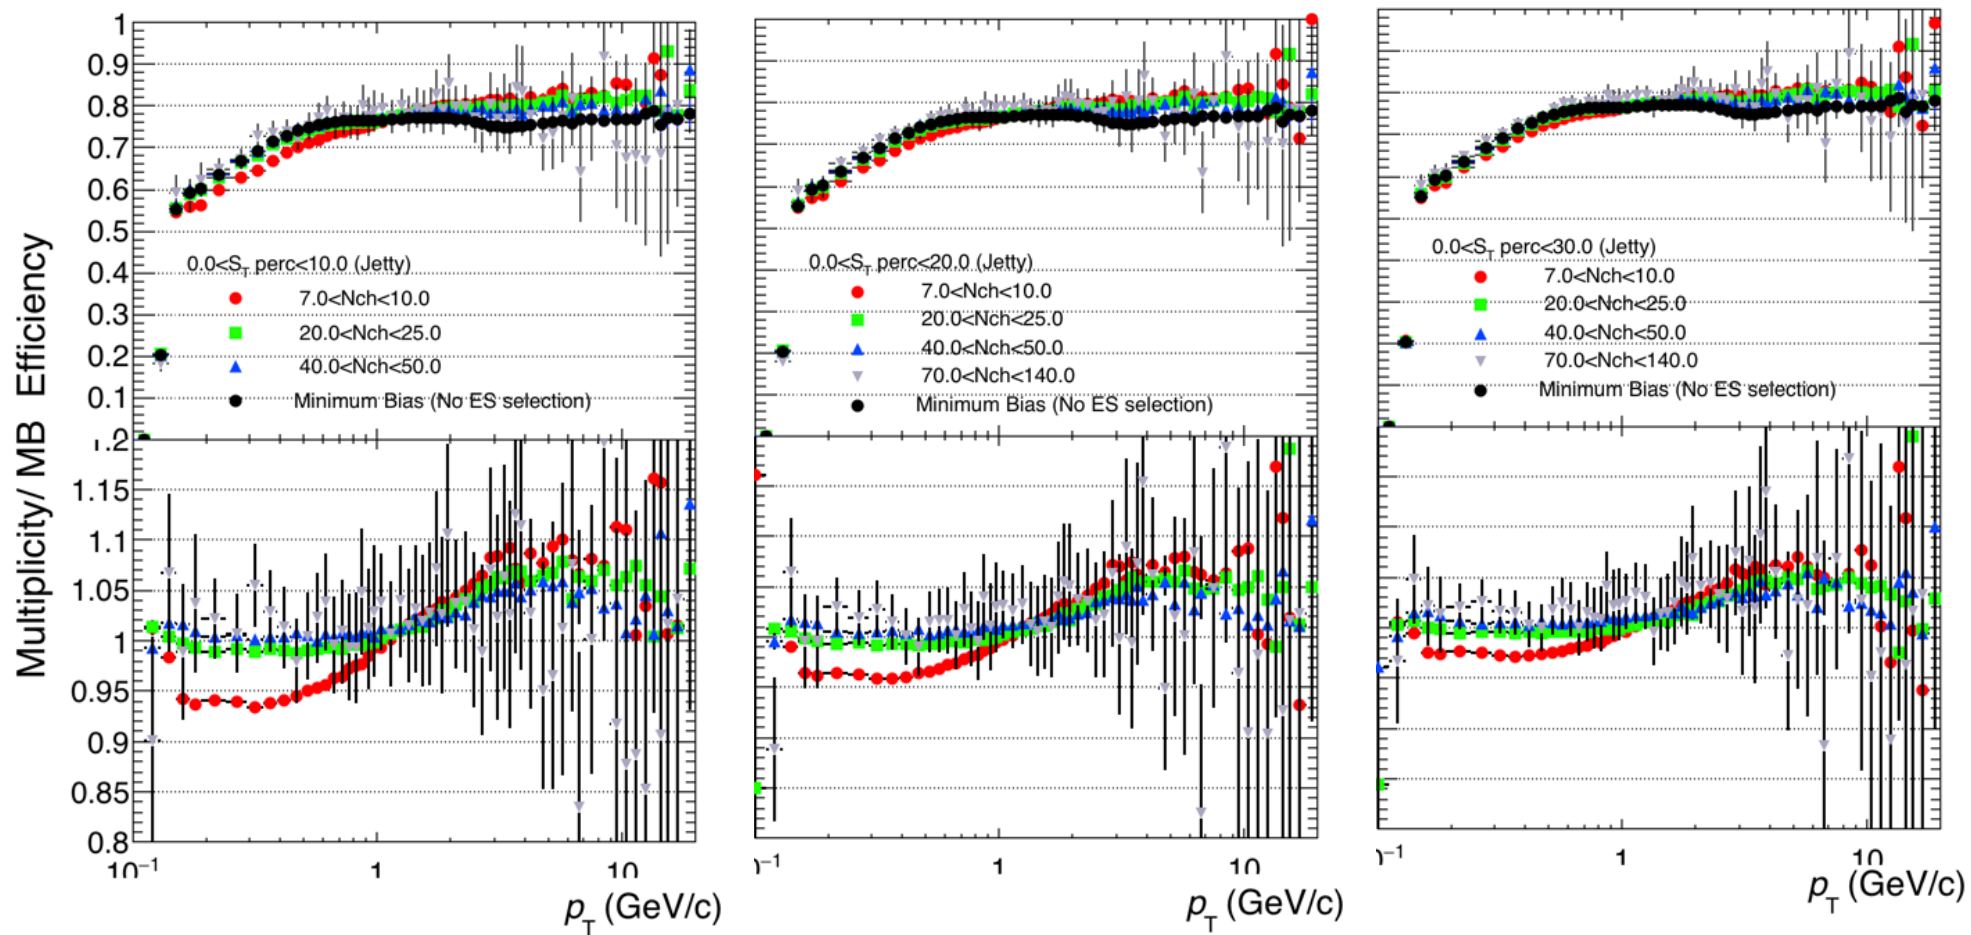 Multiplicity/ MB Efficiency
1
0.9
0.8
0.7
0.6
0.5
0.4
0.3
0.2
0.1
0.0<S_T perc<10.0 (Jetty)
7.0<Nch<10.0
20.0<Nch<25.0
40.0<Nch<50.0
Minimum Bias (No ES selection)
1.2
1.15
1.1
1.05
1
0.95
0.9
0.85
0.8
10⁻¹
1
10
p_T (GeV/c)
0.0<S_T perc<20.0 (Jetty)
7.0<Nch<10.0
20.0<Nch<25.0
40.0<Nch<50.0
70.0<Nch<140.0
Minimum Bias (No ES selection)
⁻¹
1
10
p_T (GeV/c)
0.0<S_T perc<30.0 (Jetty)
7.0<Nch<10.0
20.0<Nch<25.0
40.0<Nch<50.0
70.0<Nch<140.0
Minimum Bias (No ES selection)
⁻¹
1
10
p_T (GeV/c)